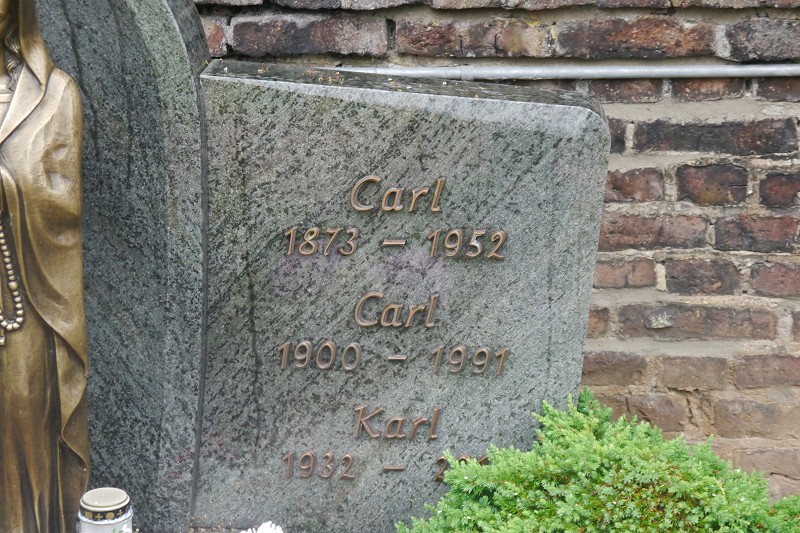 Carl
1873 – 1952
Carl
1900 – 1991
Karl
1932 –